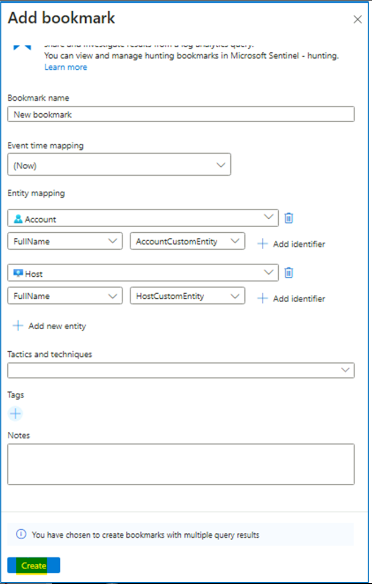 Add bookmark
Share and investigate results from a log analytics query.
You can view and manage hunting bookmarks in Microsoft Sentinel - hunting.
Learn more
Bookmark name
New bookmark
Event time mapping
(Now)
Entity mapping
Account
FullName AccountCustomEntity Add identifier
Host
FullName HostCustomEntity Add identifier
Add new entity
Tactics and techniques
Tags
Notes
You have chosen to create bookmarks with multiple query results
Create